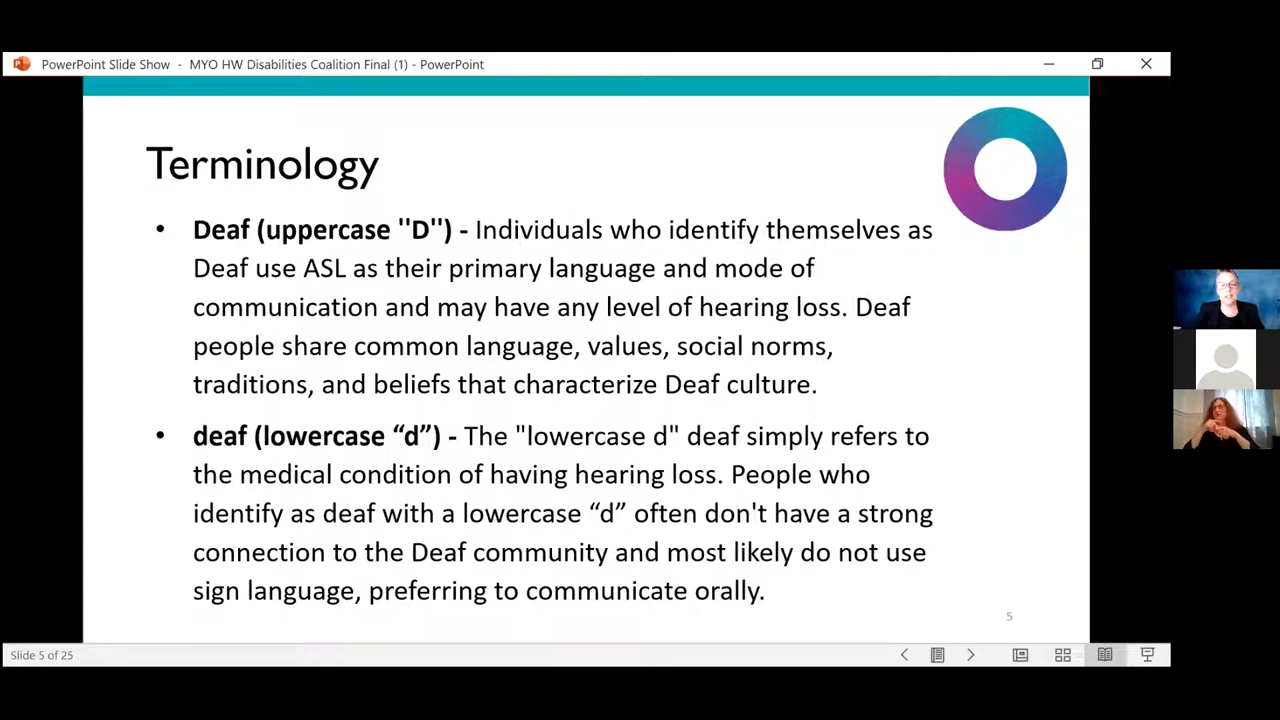 PowerPoint Slide Show - MYO HW Disabilities Coalition Final (1) - PowerPoint
Terminology
• Deaf (uppercase "D") - Individuals who identify themselves as
Deaf use ASL as their primary language and mode of
communication and may have any level of hearing loss. Deaf
people share common language, values, social norms,
traditions, and beliefs that characterize Deaf culture.
• deaf (lowercase “d”) - The "lowercase d" deaf simply refers to
the medical condition of having hearing loss. People who
identify as deaf with a lowercase “d” often don't have a strong
connection to the Deaf community and most likely do not use
sign language, preferring to communicate orally.
5
Slide 5 of 25